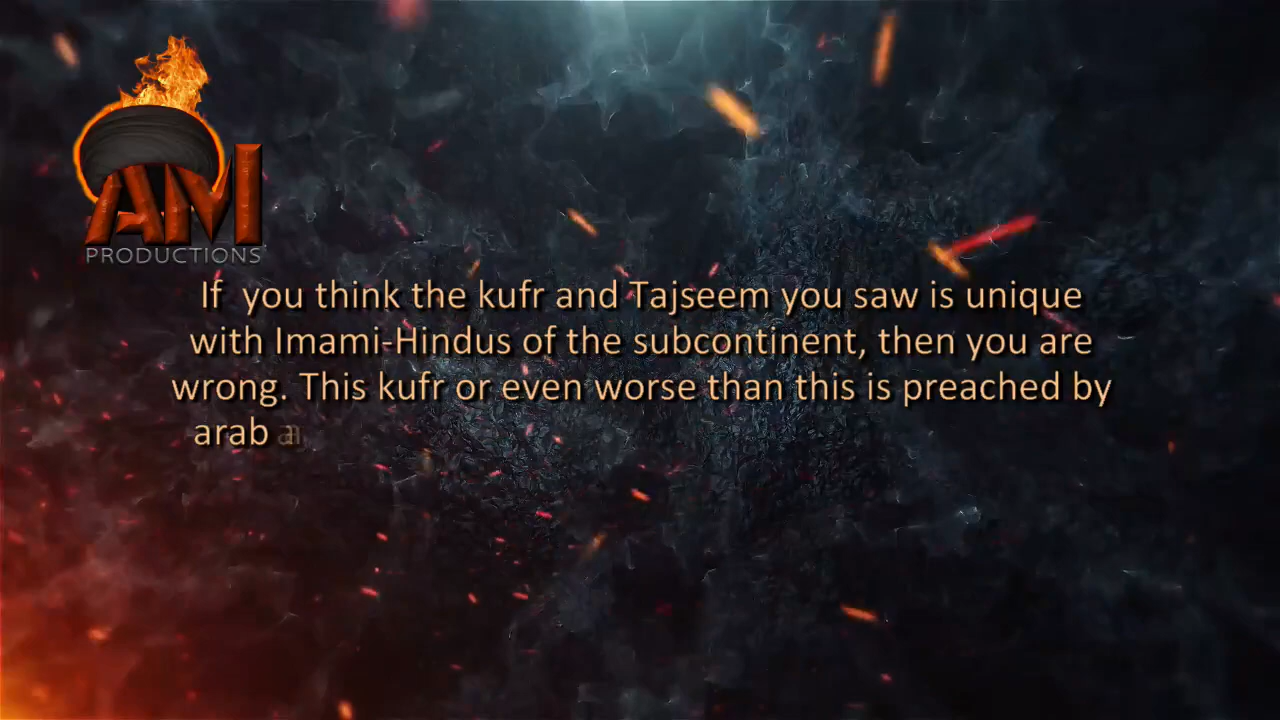 AM
PRODUCTIONS
If you think the kufr and Tajseem you saw is unique
with Imami-Hindus of the subcontinent, then you are
wrong. This kufr or even worse than this is preached by
arab